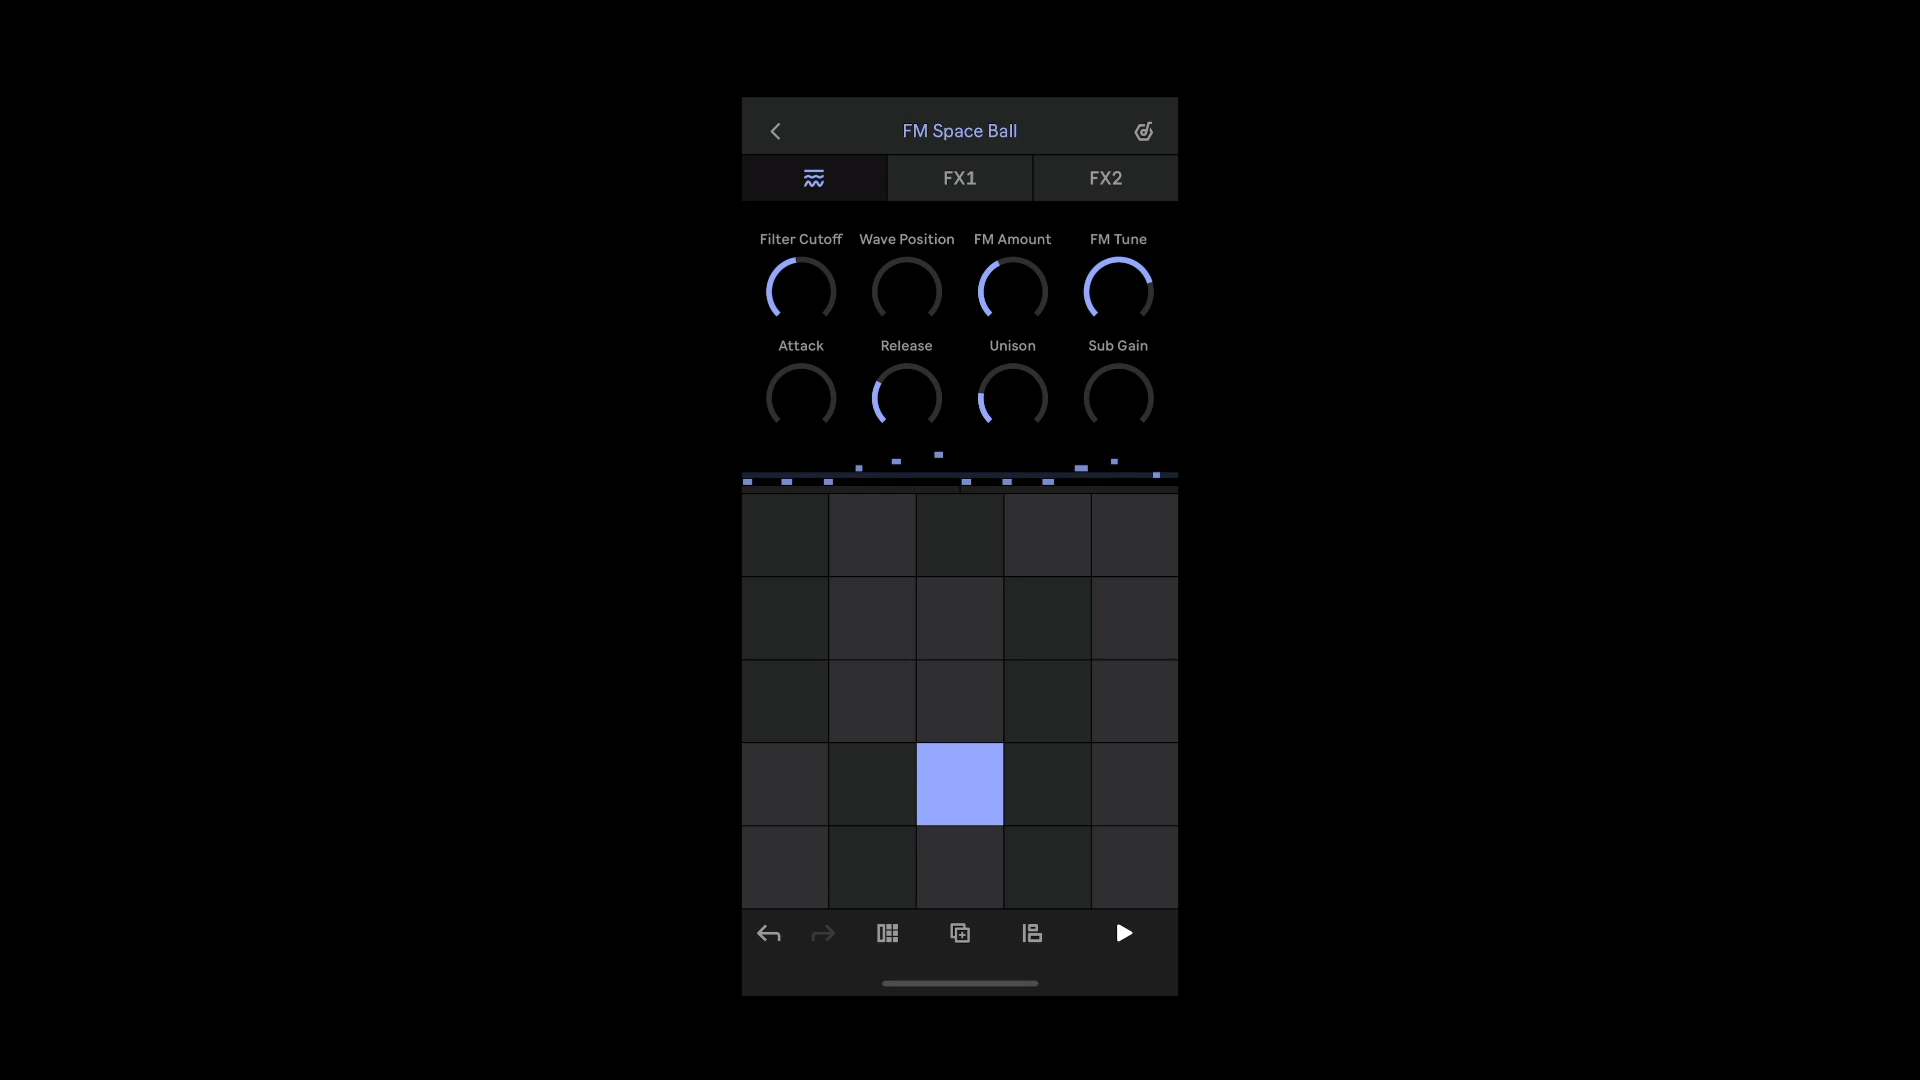 FM Space Ball
FX1 FX2
Filter Cutoff Wave Position FM Amount FM Tune
Attack Release Unison Sub Gain